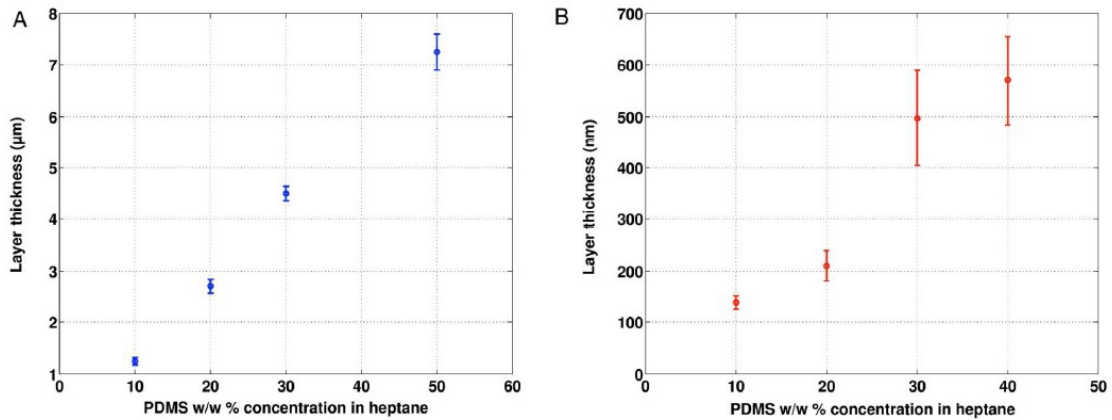 A
8
7
6
5
4
3
2
1
0 10 20 30 40 50 60
Layer thickness (µm)
PDMS w/w % concentration in heptane
B
700
600
500
400
300
200
100
0
0 10 20 30 40 50
Layer thickness (nm)
PDMS w/w % concentration in heptane